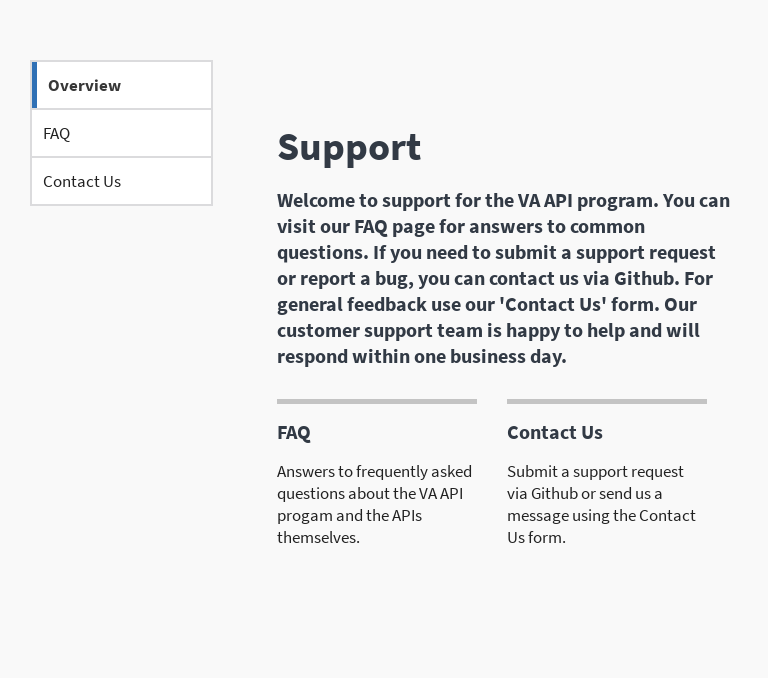 Overview
FAQ
Contact Us
Support
Welcome to support for the VA API program. You can
visit our FAQ page for answers to common
questions. If you need to submit a support request
or report a bug, you can contact us via Github. For
general feedback use our 'Contact Us' form. Our
customer support team is happy to help and will
respond within one business day.
FAQ
Answers to frequently asked
questions about the VA API
progam and the APIs
themselves.
Contact Us
Submit a support request
via Github or send us a
message using the Contact
Us form.